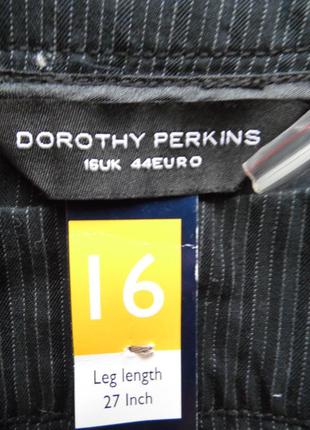 DOROTHY PERKINS
16UK 44EURO
16
Leg length
27 Inch